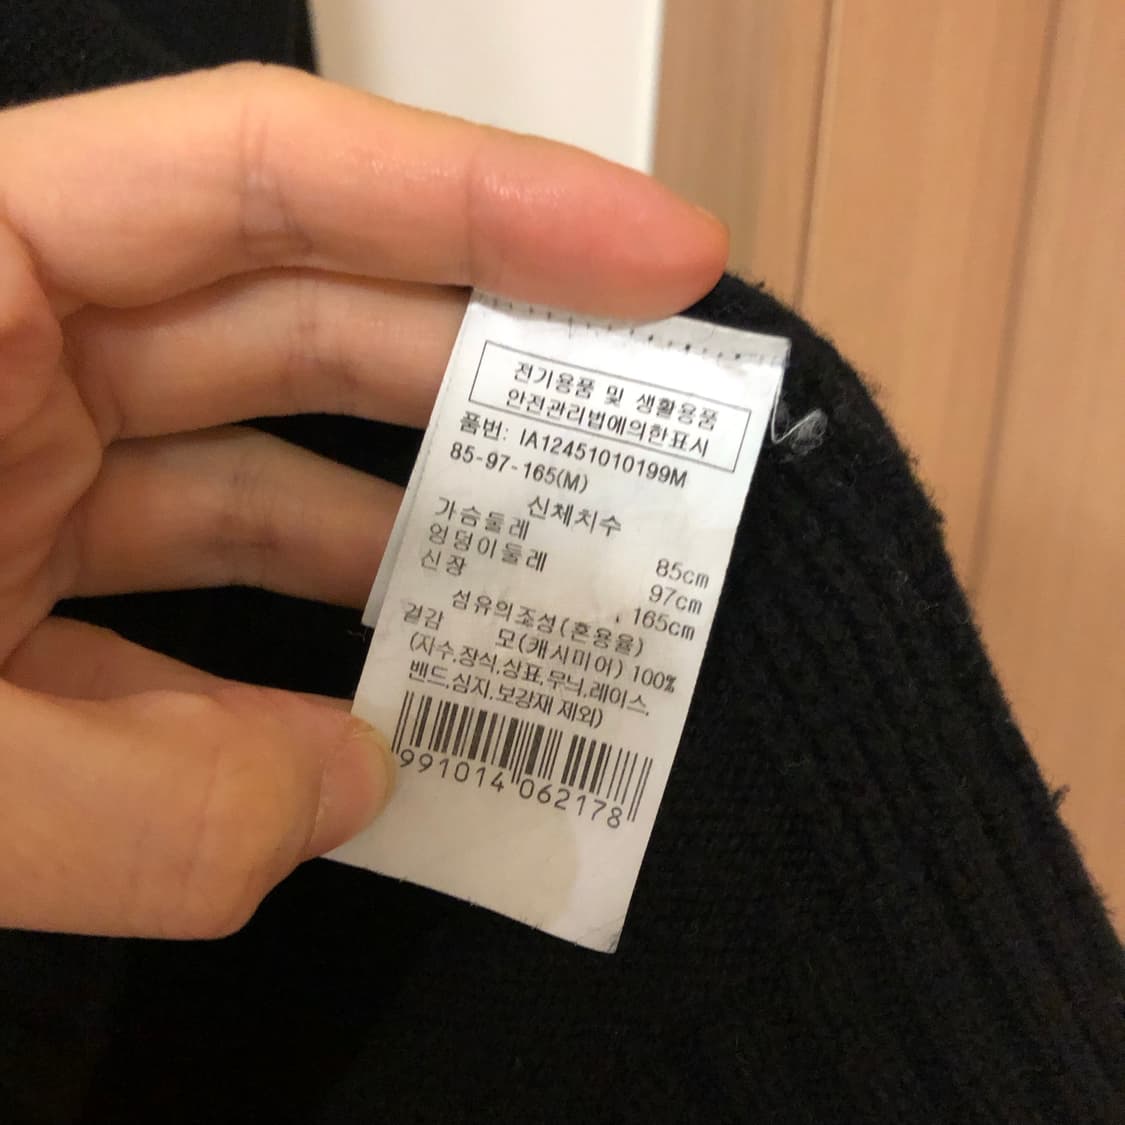 전기용품 및 생활용품
안전관리법에의한표시
품번: IA12451010199M
85-97-165(M)
신체치수
가슴둘레 85cm
엉덩이둘레 97cm
신장 165cm
섬유의조성(혼용율)
겉감 모(캐시미어) 100%
(자수.장식.상표.무늬.레이스.
밴드.심지.보강재 제외)
991014 062178